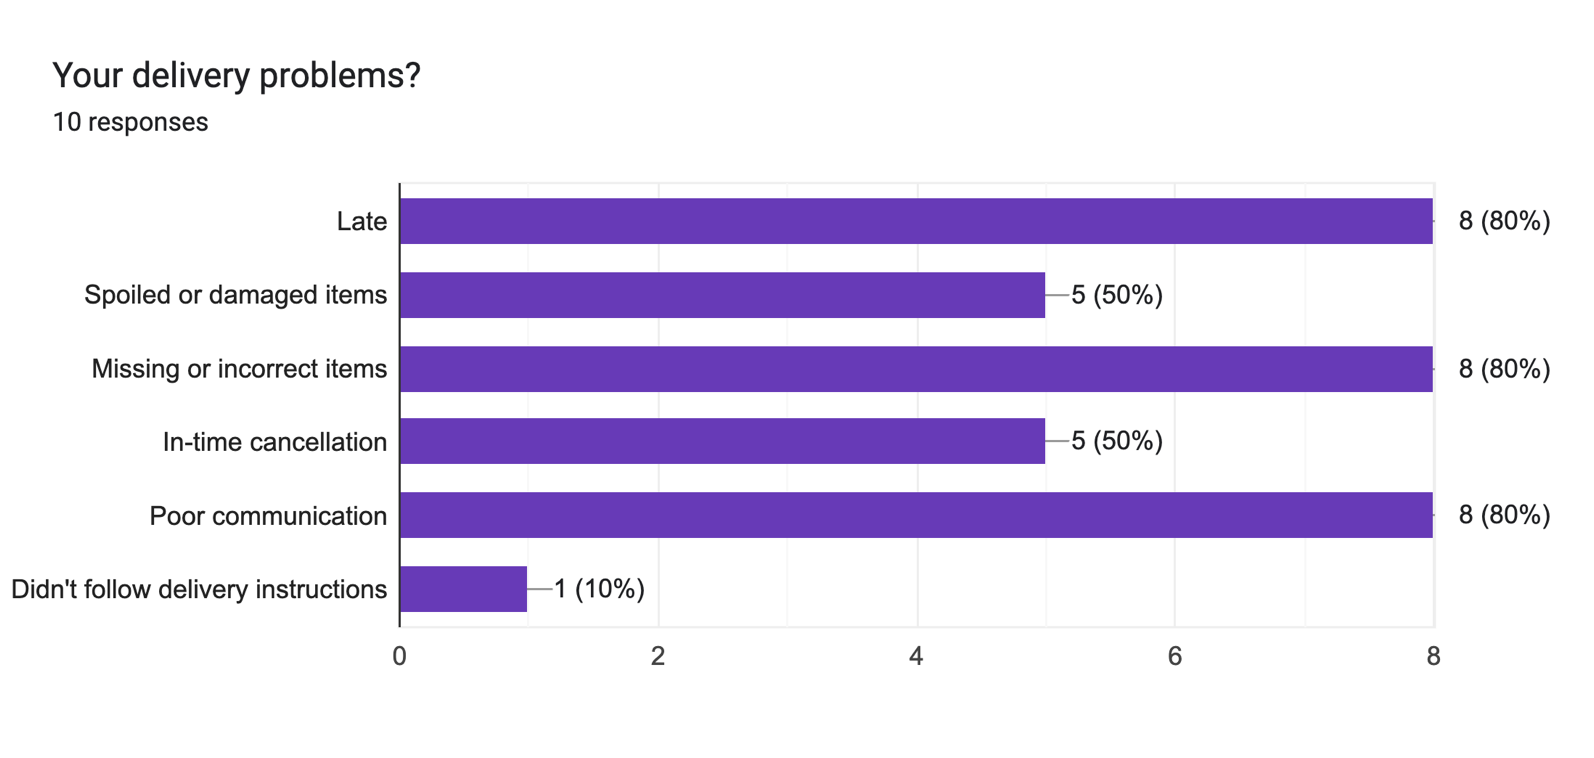 Your delivery problems?
10 responses
Late 8 (80%)
Spoiled or damaged items 5 (50%)
Missing or incorrect items 8 (80%)
In-time cancellation 5 (50%)
Poor communication 8 (80%)
Didn't follow delivery instructions 1 (10%)
0 2 4 6 8